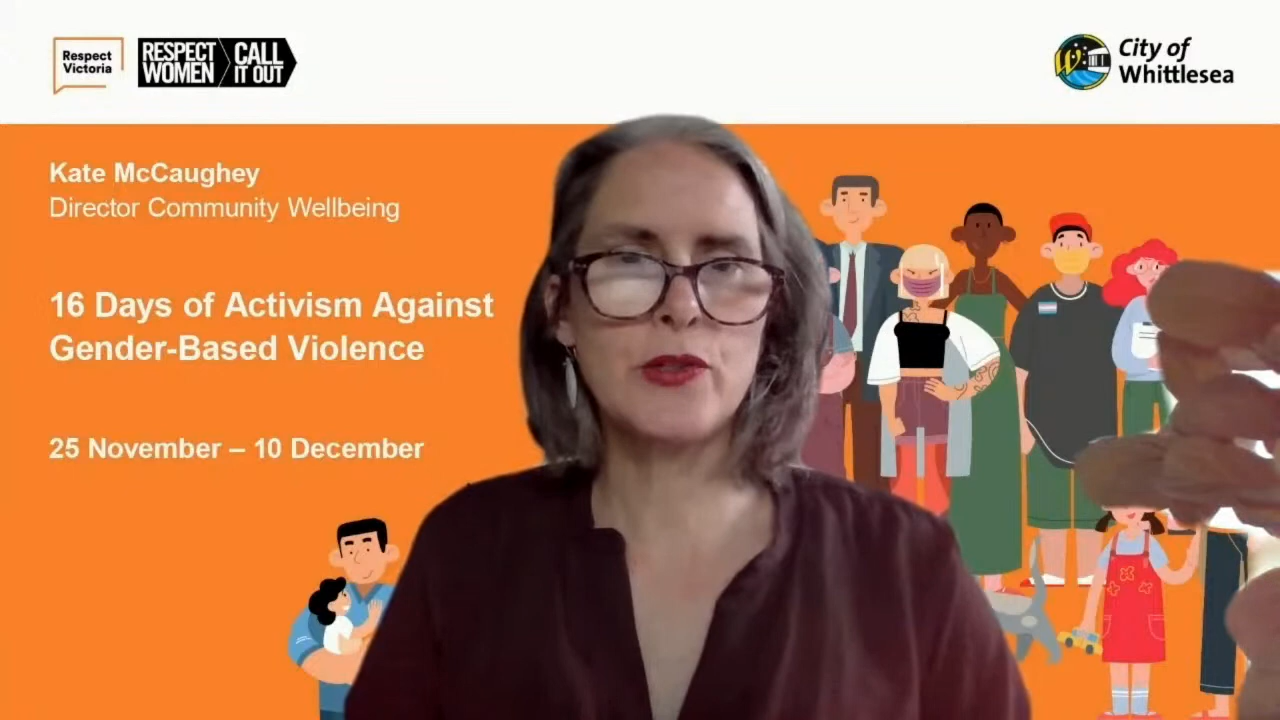 Respect
Victoria
RESPECT
WOMEN
CALL
IT OUT
City of
Whittlesea
Kate McCaughey
Director Community Wellbeing
16 Days of Activism Against
Gender-Based Violence
25 November – 10 December